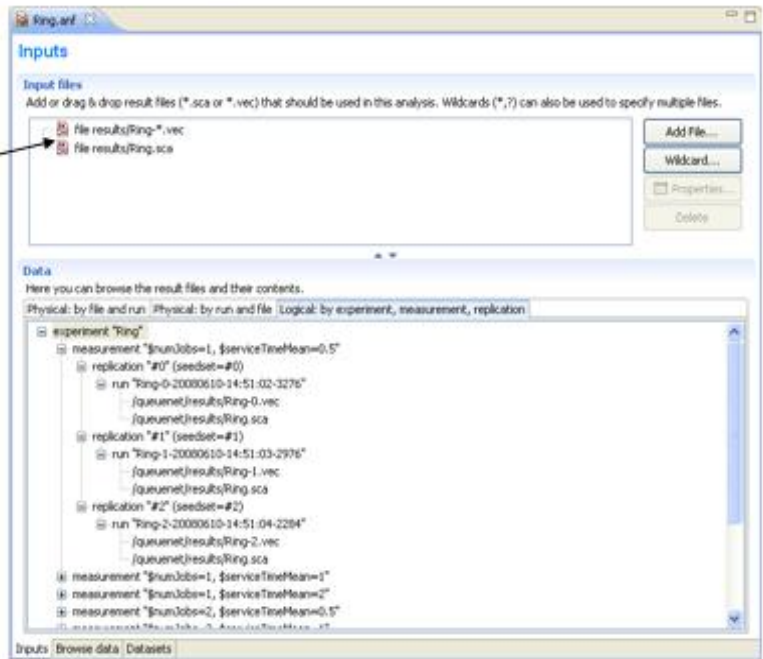 Ring.anf
Inputs
Input files
Add or drag & drop result files (*.sca or *.vec) that should be used in this analysis. Wildcards (*,?) can also be used to specify multiple files.
file results/Ring-*.vec
file results/Ring.sca
Add File...
Wildcard...
Properties...
Delete
Data
Here you can browse the result files and their contents.
Physical: by file and run Physical: by run and file Logical: by experiment, measurement, replication
experiment "Ring"
measurement "$numJobs=1, $serviceTimeMean=0.5"
replication "#0" (seedset=#0)
run "Ring-0-20080610-14:51:02-3276"
/queuenet/results/Ring-0.vec
/queuenet/results/Ring.sca
replication "#1" (seedset=#1)
run "Ring-1-20080610-14:51:03-2976"
/queuenet/results/Ring-1.vec
/queuenet/results/Ring.sca
replication "#2" (seedset=#2)
run "Ring-2-20080610-14:51:04-2284"
/queuenet/results/Ring-2.vec
/queuenet/results/Ring.sca
measurement "$numJobs=1, $serviceTimeMean=1"
measurement "$numJobs=1, $serviceTimeMean=2"
measurement "$numJobs=2, $serviceTimeMean=0.5"
Inputs Browse data Datasets